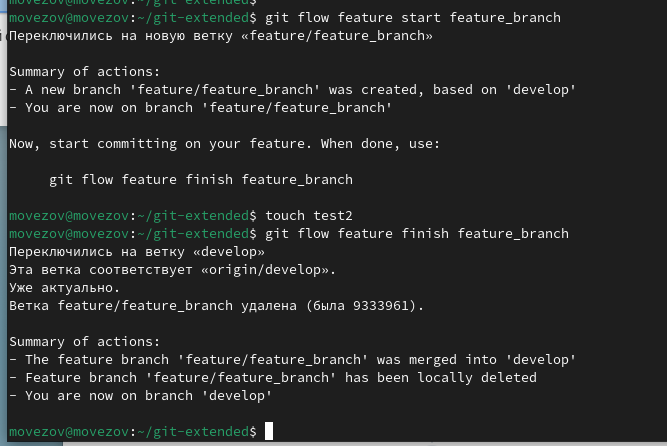 movezov@movezov:~/git-extended$ git flow feature start feature_branch
Переключились на новую ветку «feature/feature_branch»
Summary of actions:
- A new branch 'feature/feature_branch' was created, based on 'develop'
- You are now on branch 'feature/feature_branch'
Now, start committing on your feature. When done, use:
git flow feature finish feature_branch
movezov@movezov:~/git-extended$ touch test2
movezov@movezov:~/git-extended$ git flow feature finish feature_branch
Переключились на ветку «develop»
Эта ветка соответствует «origin/develop».
Уже актуально.
Ветка feature/feature_branch удалена (была 9333961).
Summary of actions:
- The feature branch 'feature/feature_branch' was merged into 'develop'
- Feature branch 'feature/feature_branch' has been locally deleted
- You are now on branch 'develop'
movezov@movezov:~/git-extended$